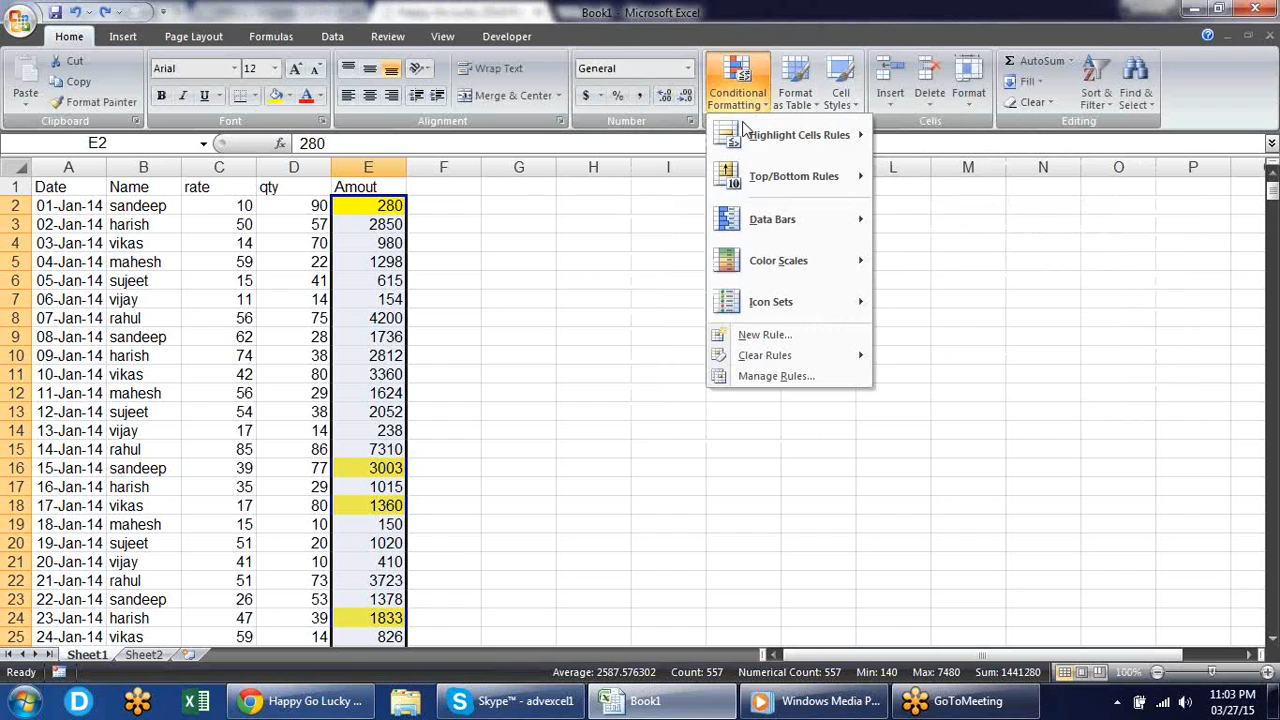 Book1 - Microsoft Excel
Home Insert Page Layout Formulas Data Review View Developer
Cut Arial 12 Wrap Text General AutoSum
Copy Fill
Paste Format Painter Merge & Center Conditional Formatting Format as Table Cell Styles Insert Delete Format Clear Sort & Filter Find & Select
Clipboard Font Alignment Number Cells Editing
E2 280
A B C D E F G H I L M N O P
1 Date Name rate qty Amout
2 01-Jan-14 sandeep 10 90 280
3 02-Jan-14 harish 50 57 2850
4 03-Jan-14 vikas 14 70 980
5 04-Jan-14 mahesh 59 22 1298
6 05-Jan-14 sujeet 15 41 615
7 06-Jan-14 vijay 11 14 154
8 07-Jan-14 rahul 56 75 4200
9 08-Jan-14 sandeep 62 28 1736
10 09-Jan-14 harish 74 38 2812
11 10-Jan-14 vikas 42 80 3360
12 11-Jan-14 mahesh 56 29 1624
13 12-Jan-14 sujeet 54 38 2052
14 13-Jan-14 vijay 17 14 238
15 14-Jan-14 rahul 85 86 7310
16 15-Jan-14 sandeep 39 77 3003
17 16-Jan-14 harish 35 29 1015
18 17-Jan-14 vikas 17 80 1360
19 18-Jan-14 mahesh 15 10 150
20 19-Jan-14 sujeet 51 20 1020
21 20-Jan-14 vijay 41 10 410
22 21-Jan-14 rahul 51 73 3723
23 22-Jan-14 sandeep 26 53 1378
24 23-Jan-14 harish 47 39 1833
25 24-Jan-14 vikas 59 14 826
Highlight Cells Rules
Top/Bottom Rules
Data Bars
Color Scales
Icon Sets
New Rule...
Clear Rules
Manage Rules...
Sheet1 Sheet2
Ready Average: 2587.576302 Count: 557 Numerical Count: 557 Min: 140 Max: 7480 Sum: 1441280 100%
Happy Go Lucky ... Skype™ - advexcel1 Book1 Windows Media P... GoToMeeting 11:03 PM
03/27/15